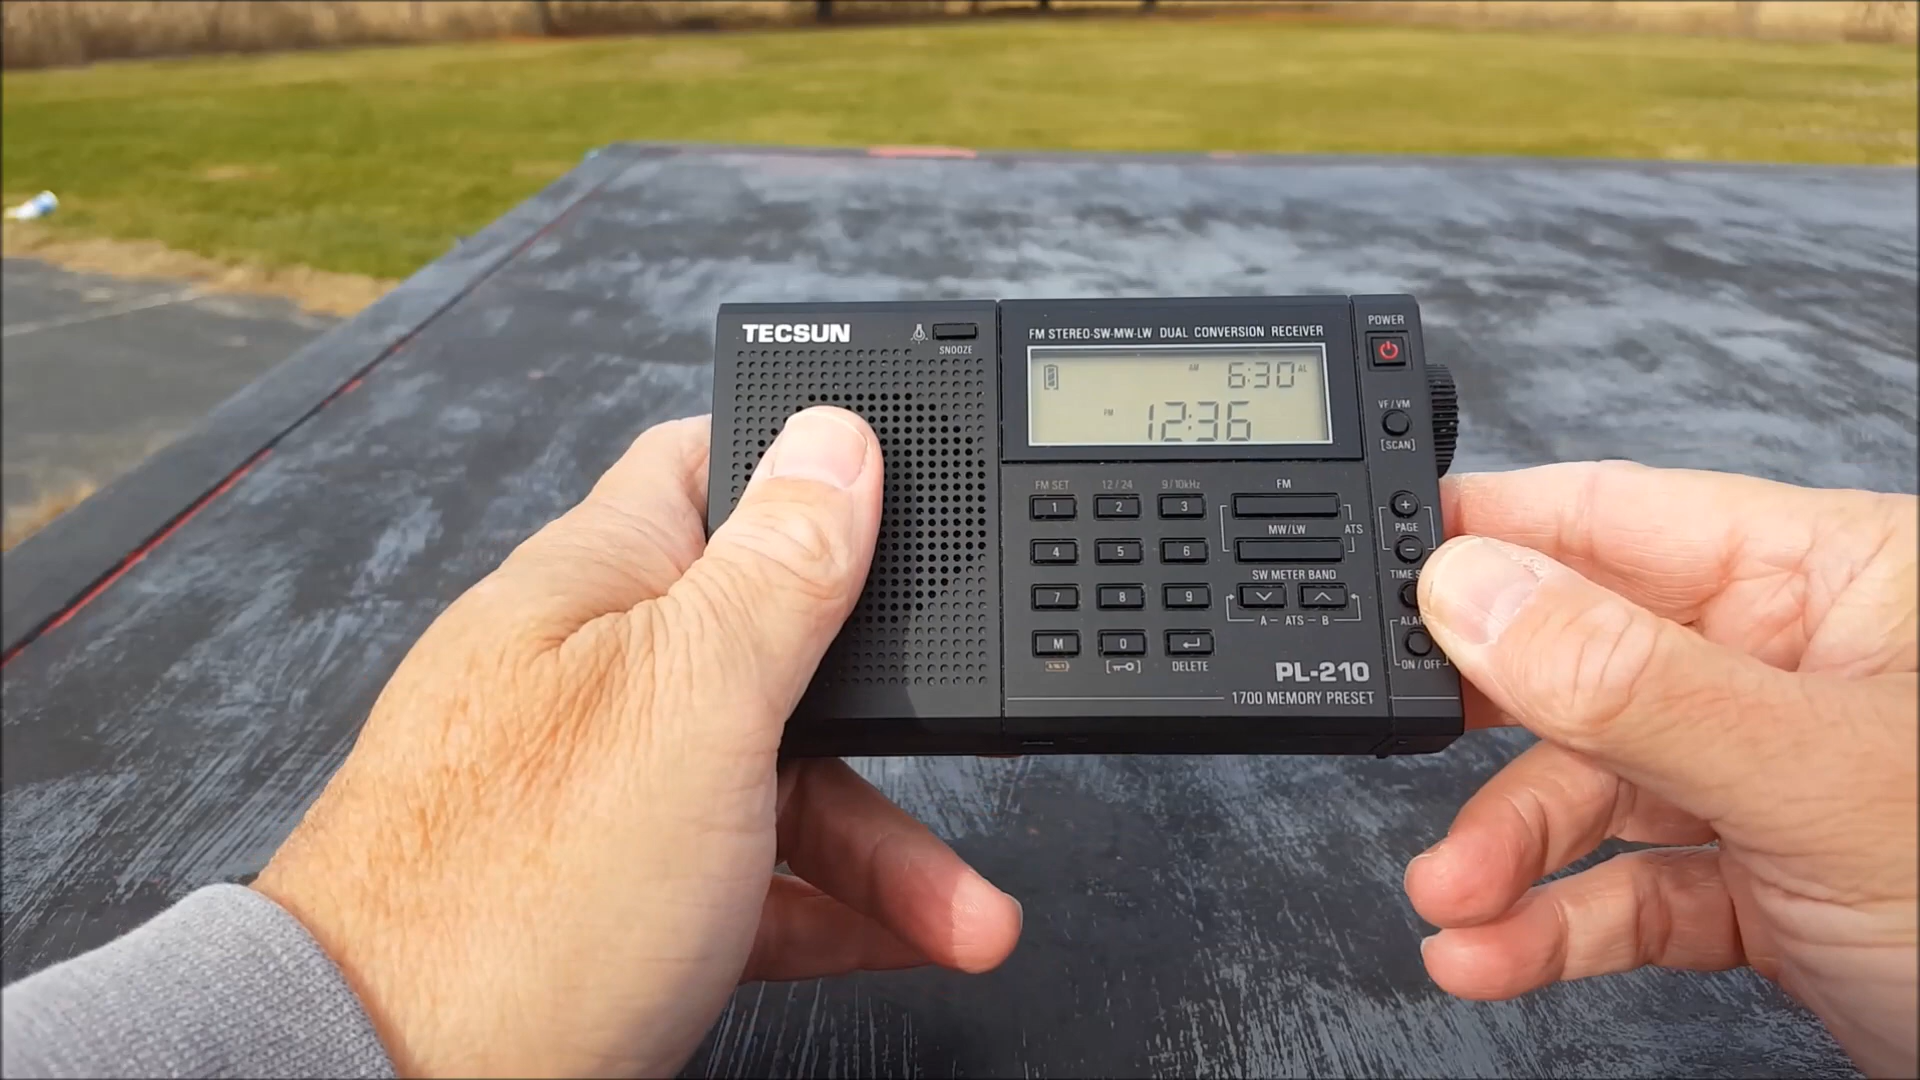 TECSUN
SNOOZE
FM STEREO-SW-MW-LW DUAL CONVERSION RECEIVER
POWER
AM 6:30 AL
PM 12:36
VF / VM
[SCAN]
FM SET 12 / 24 9 / 10kHz
1 2 3
4 5 6
7 8 9
M 0
DELETE
FM
MW/LW
ATS
SW METER BAND
A - ATS - B
+
PAGE
-
TIME
ON / OFF
PL-210
1700 MEMORY PRESET